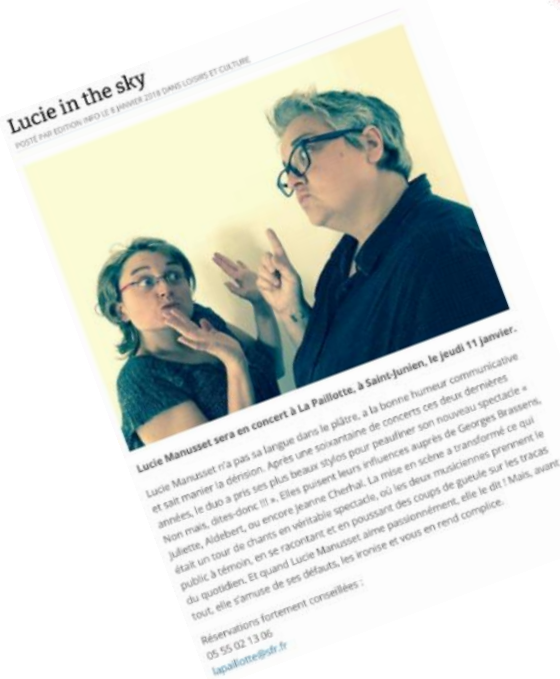 Lucie in the sky
POSTÉ PAR EDITION INFO LE 8 JANVIER 2018 DANS LOISIRS ET CULTURE
Lucie Manusset sera en concert à La Paillotte, à Saint-Junien, le jeudi 11 janvier.
Lucie Manusset n'a pas sa langue dans le plâtre, a la bonne humeur communicative
et sait manier la dérision. Après une soixantaine de concerts ces deux dernières
années, le duo a pris ses plus beaux stylos pour peaufiner son nouveau spectacle «
Non mais, dites-donc !!! ». Elles puisent leurs influences auprès de Georges Brassens,
Juliette, Aldebert, ou encore Jeanne Cherhal. La mise en scène a transformé ce qui
était un tour de chants en véritable spectacle, où les deux musiciennes prennent le
public à témoin, en se racontant et en poussant des coups de gueule sur les tracas
du quotidien. Et quand Lucie Manusset aime passionnément, elle le dit ! Mais, avant
tout, elle s'amuse de ses défauts, les ironise et vous en rend complice.
Réservations fortement conseillées :
05 55 02 13 06
lapaillotte@sfr.fr